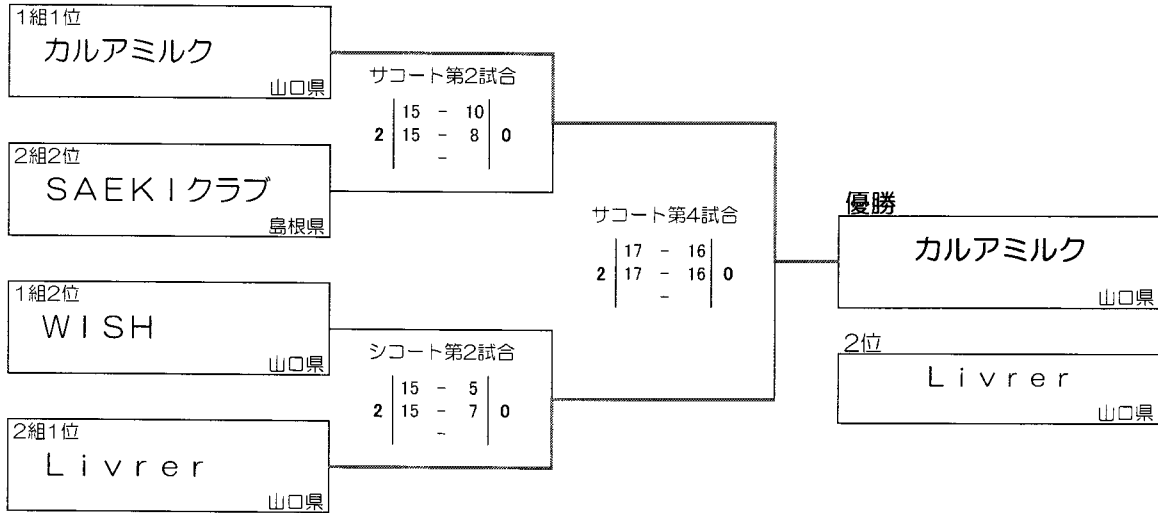 1組1位
カルアミルク
山口県
サコート第2試合
15 - 10
2 15 - 8 0
-
2組2位
SAEKIクラブ
島根県
サコート第4試合
17 - 16
2 17 - 16 0
-
優勝
カルアミルク
山口県
1組2位
WISH
山口県
シコート第2試合
15 - 5
2 15 - 7 0
-
2位
Livrer
山口県
2組1位
Livrer
山口県